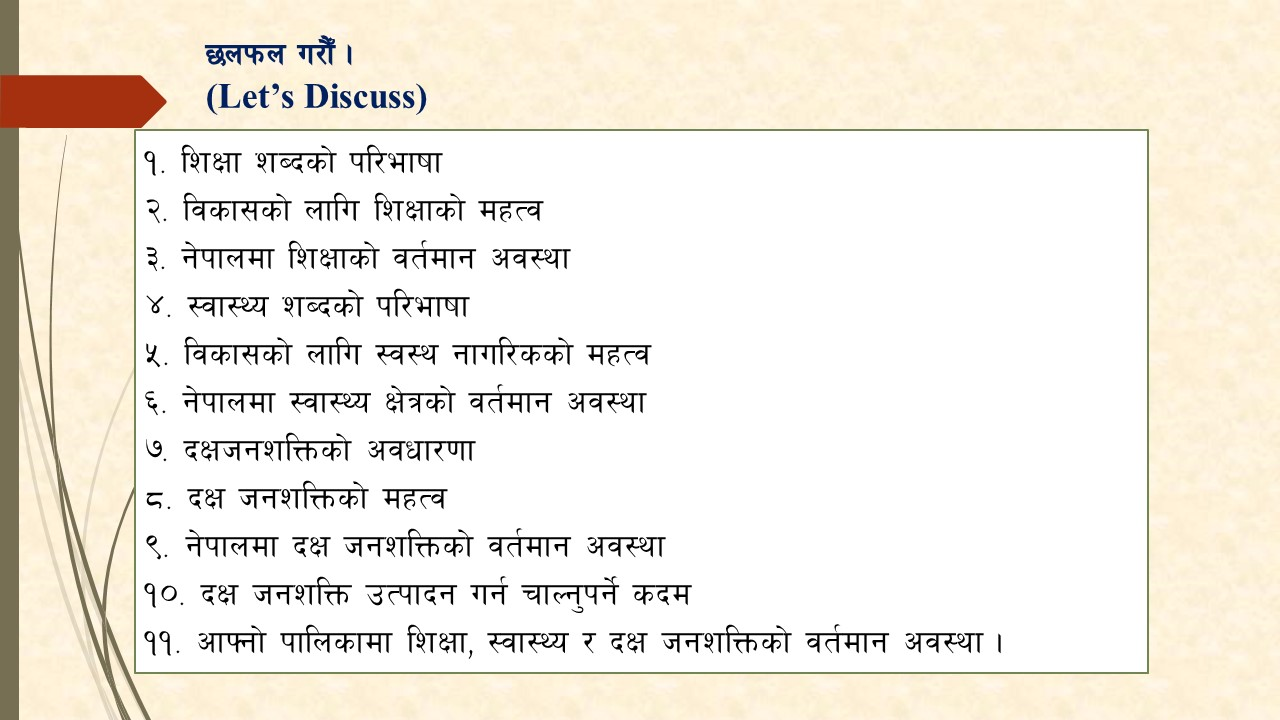 छलफल गरौँ ।
(Let’s Discuss)
१. शिक्षा शब्दको परिभाषा
२. विकासको लागि शिक्षाको महत्व
३. नेपालमा शिक्षाको वर्तमान अवस्था
४. स्वास्थ्य शब्दको परिभाषा
५. विकासको लागि स्वस्थ नागरिकको महत्व
६. नेपालमा स्वास्थ्य क्षेत्रको वर्तमान अवस्था
७. दक्षजनशक्तिको अवधारणा
८. दक्ष जनशक्तिको महत्व
९. नेपालमा दक्ष जनशक्तिको वर्तमान अवस्था
१०. दक्ष जनशक्ति उत्पादन गर्न चाल्नुपर्ने कदम
११. आफ्नो पालिकामा शिक्षा, स्वास्थ्य र दक्ष जनशक्तिको वर्तमान अवस्था ।